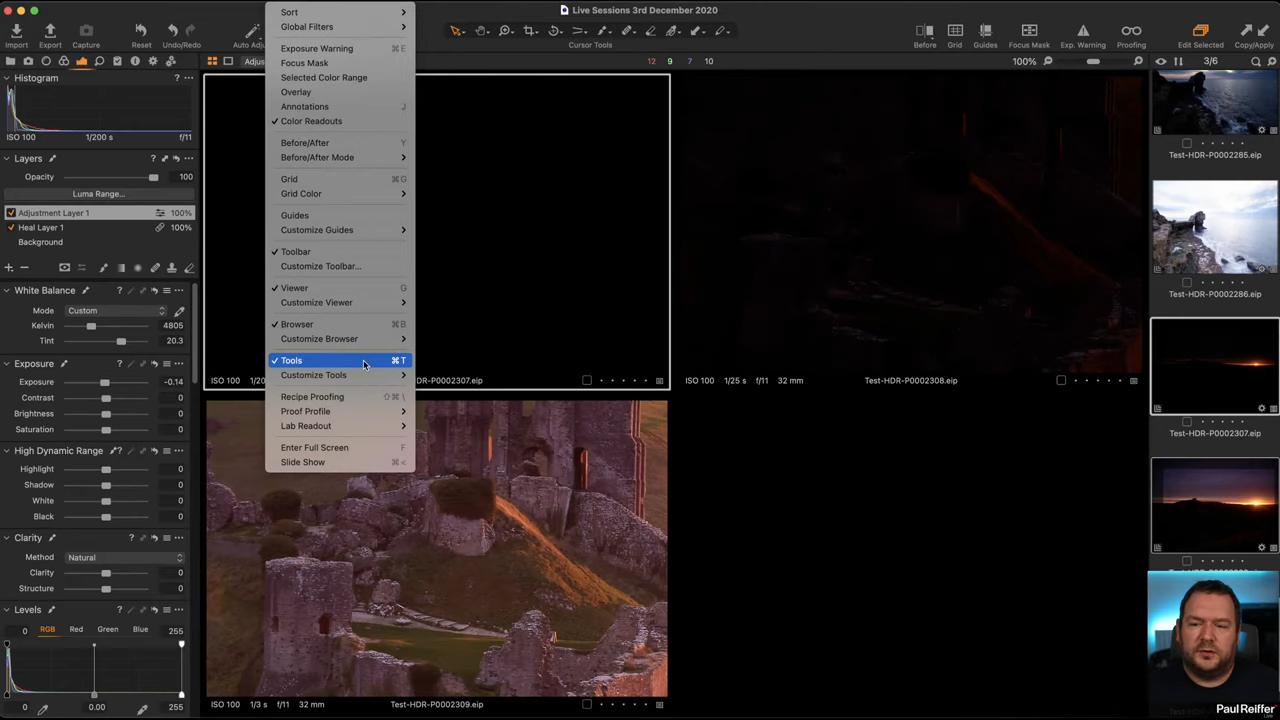 Live Sessions 3rd December 2020
Import
Export
Capture
Reset
Undo/Redo
Auto Adj
Cursor Tools
Before
Grid
Guides
Focus Mask
Exp. Warning
Proofing
Edit Selected
Copy/Apply
Adjus
12 9 7 10
100%
3/6
Histogram
ISO 100 1/200 s f/11
Layers
Opacity 100
Luma Range...
Adjustment Layer 1 100%
Heal Layer 1 100%
Background
White Balance
Mode Custom
Kelvin 4805
Tint 20.3
Exposure
Exposure -0.14
Contrast 0
Brightness 0
Saturation 0
High Dynamic Range
Highlight 0
Shadow 0
White 0
Black 0
Clarity
Method Natural
Clarity 0
Structure 0
Levels
0 RGB Red Green Blue 255
0 0.00 255
Sort
Global Filters
Exposure Warning ⌘E
Focus Mask
Selected Color Range
Overlay
Annotations J
✓ Color Readouts
Before/After Y
Before/After Mode
Grid ⌘G
Grid Color
Guides
Customize Guides
✓ Toolbar
Customize Toolbar...
✓ Viewer G
Customize Viewer
✓ Browser ⌘B
Customize Browser
✓ Tools ⌘T
Customize Tools
Recipe Proofing ⇧⌘\
Proof Profile
Lab Readout
Enter Full Screen F
Slide Show ⌘<
ISO 100 1/20 DR-P0002307.eip
ISO 100 1/25 s f/11 32 mm Test-HDR-P0002308.eip
ISO 100 1/3 s f/11 32 mm Test-HDR-P0002309.eip
Test-HDR-P0002285.eip
Test-HDR-P0002286.eip
Test-HDR-P0002307.eip
Paul Reiffer
Live